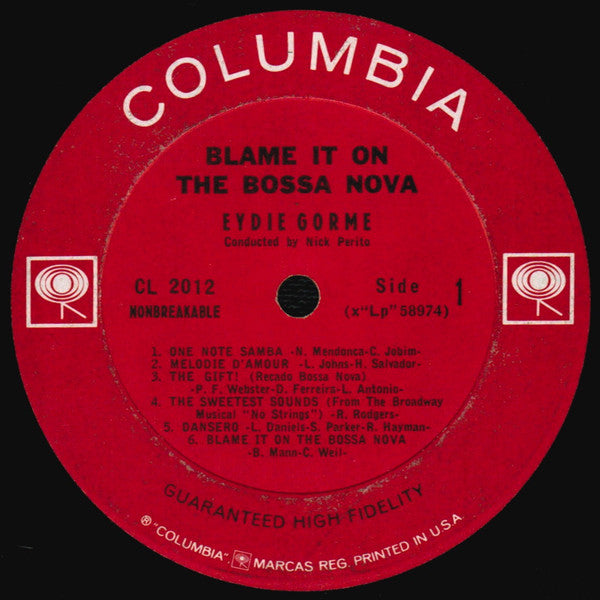 COLUMBIA
BLAME IT ON
THE BOSSA NOVA
EYDIE GORME
Conducted by Nick Perito
CL 2012
NONBREAKABLE
Side 1
(x"Lp"58974)
1. ONE NOTE SAMBA -N. Mendonca-C. Jobim-
2. MELODIE D'AMOUR -L. Johns-H. Salvador-
3. THE GIFT! (Recado Bossa Nova)
-P. F. Webster-D. Ferreira-L. Antonio-
4. THE SWEETEST SOUNDS (From The Broadway
Musical "No Strings") -R. Rodgers-
5. DANSERO -L. Daniels-S. Parker-R. Hayman-
6. BLAME IT ON THE BOSSA NOVA
-B. Mann-C. Weil-
GUARANTEED HIGH FIDELITY
® "COLUMBIA", MARCAS REG. PRINTED IN U.S.A.